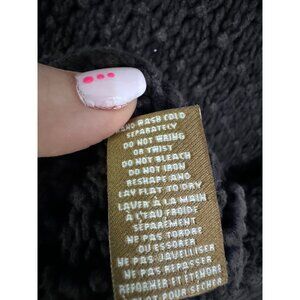 HAND WASH COLD
SEPARATELY
DO NOT WRING
OR TWIST
DO NOT BLEACH
DO NOT IRON
RESHAPE AND
LAY FLAT TO DRY
LAVER À LA MAIN
À L'EAU FROIDE
SÉPARÉMENT
NE PAS TORDRE
OU ESSORER
NE PAS JAVELLISER
NE PAS REPASSER
REFORMER ET ÉTENDRE
POUR SÉCHER